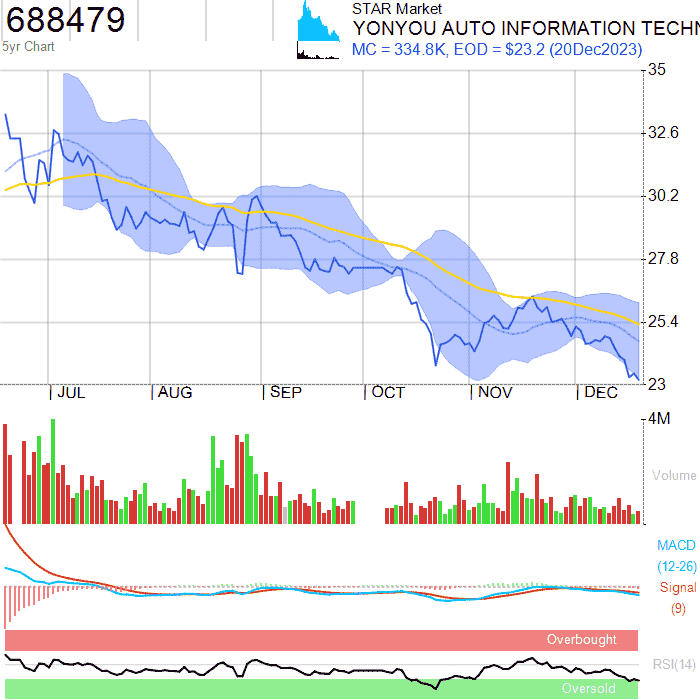 688479
5yr Chart
STAR Market
YONYOU AUTO INFORMATION TECHN
MC = 334.8K, EOD = $23.2 (20Dec2023)
35
32.6
30.2
27.8
25.4
23
JUL AUG SEP OCT NOV DEC
4M
Volume
MACD
(12-26)
Signal
(9)
Overbought
RSI(14)
Oversold